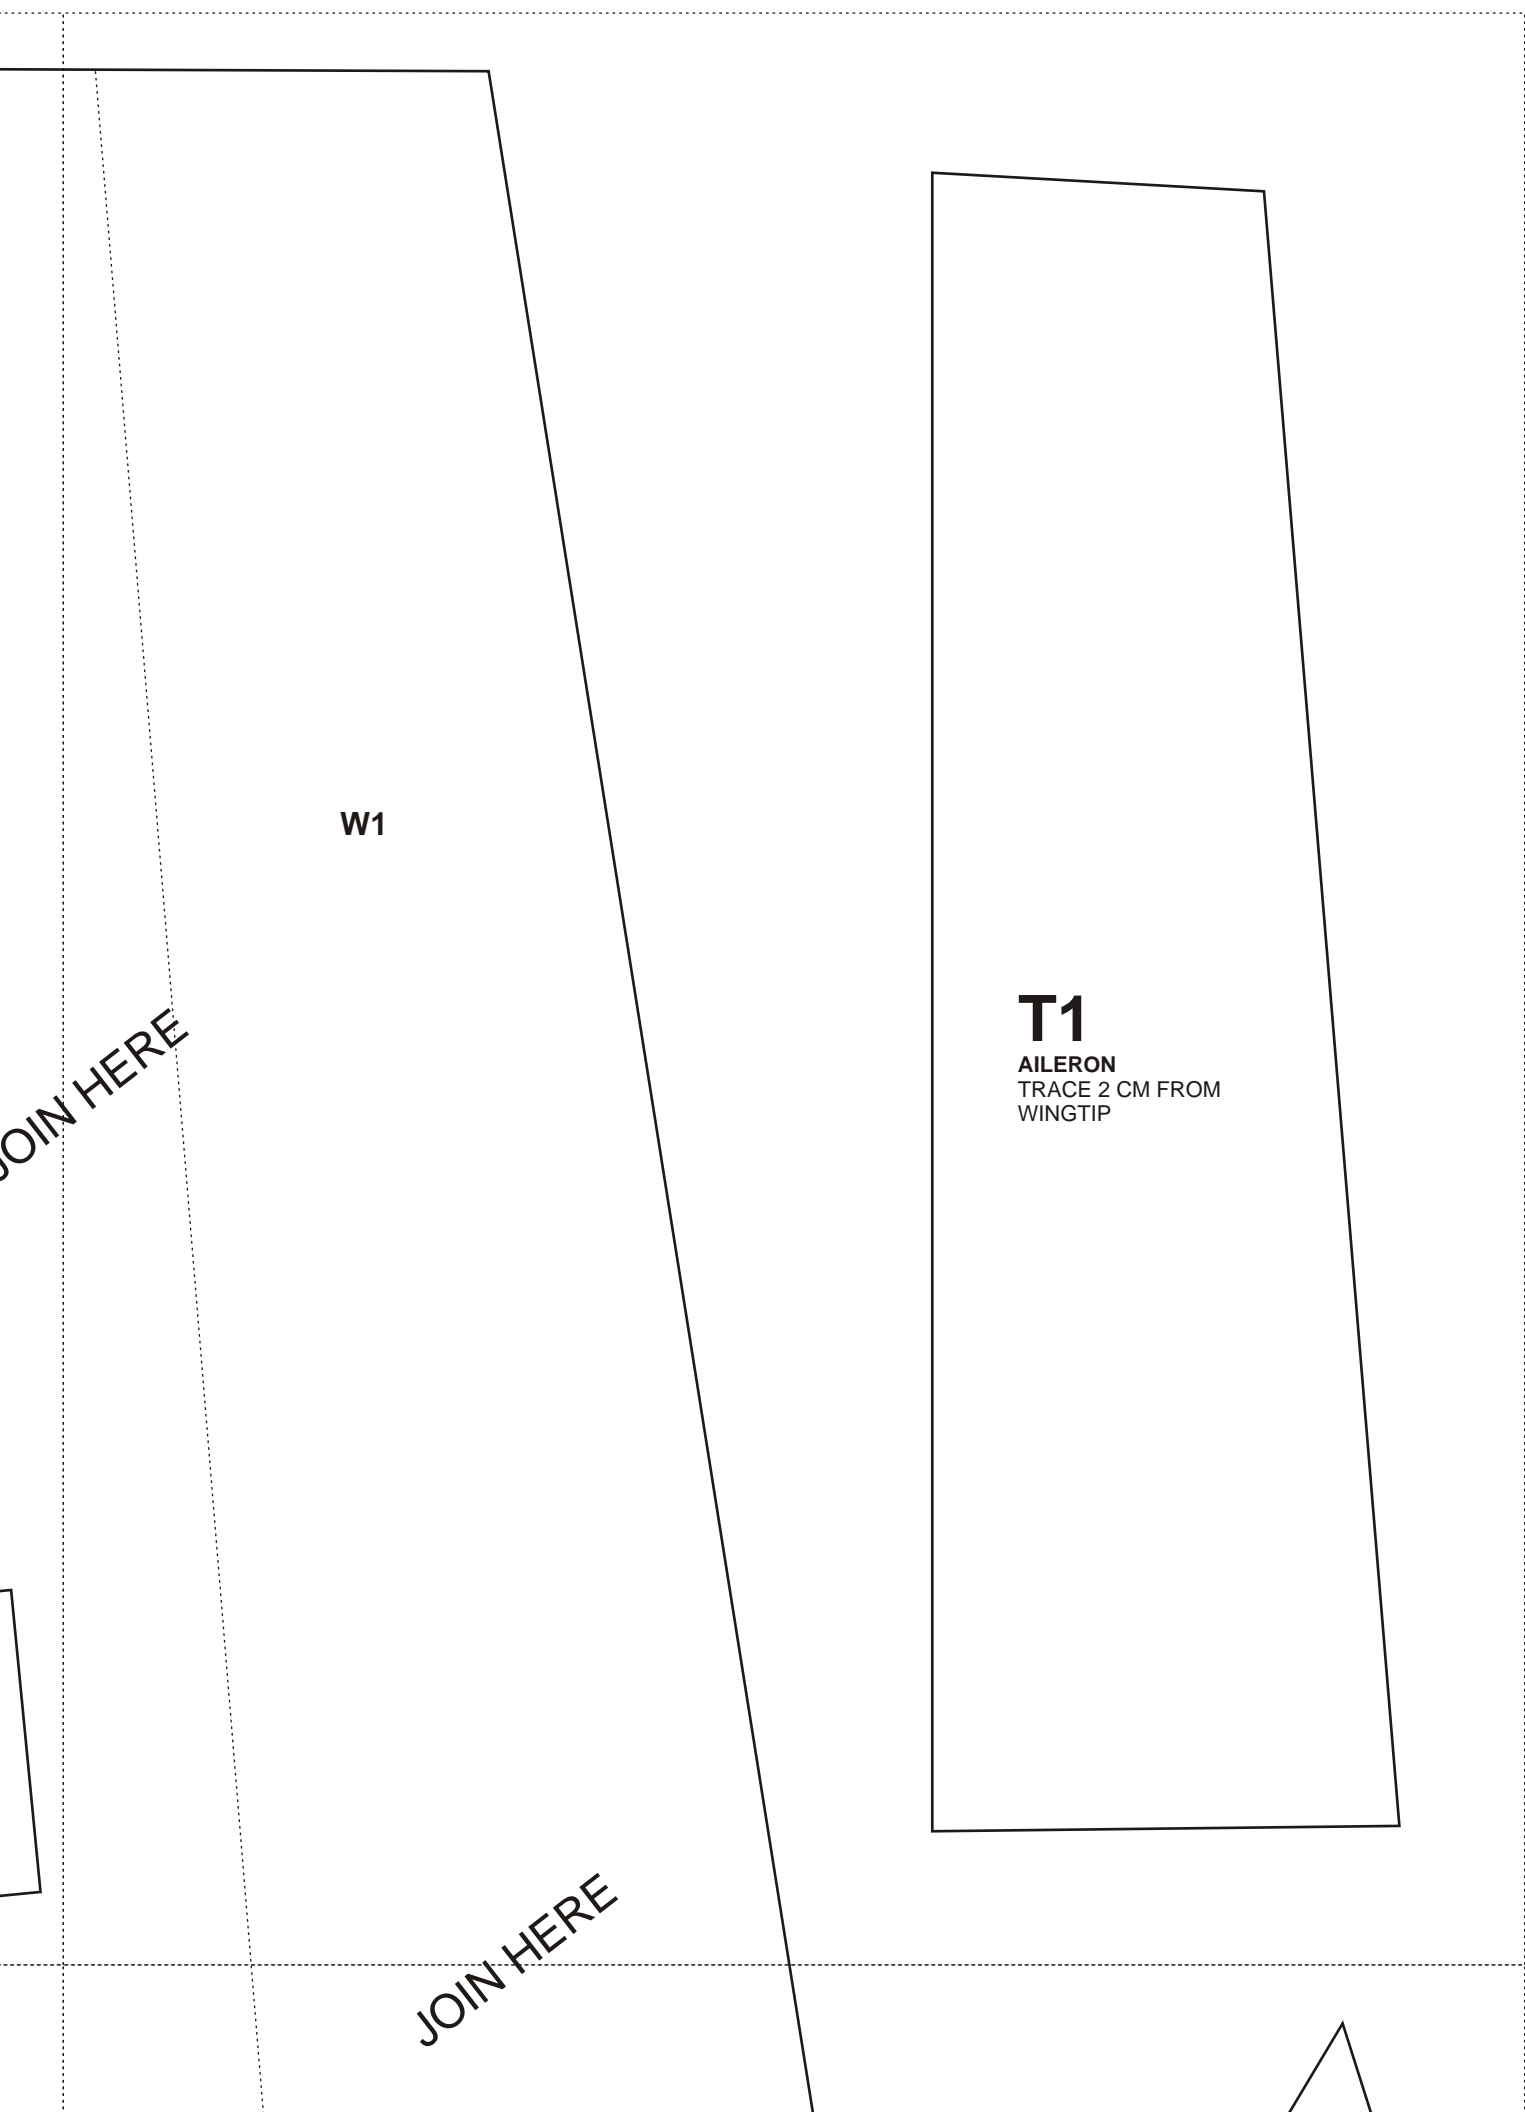 W1
JOIN HERE
T1
AILERON
TRACE 2 CM FROM
WINGTIP
JOIN HERE